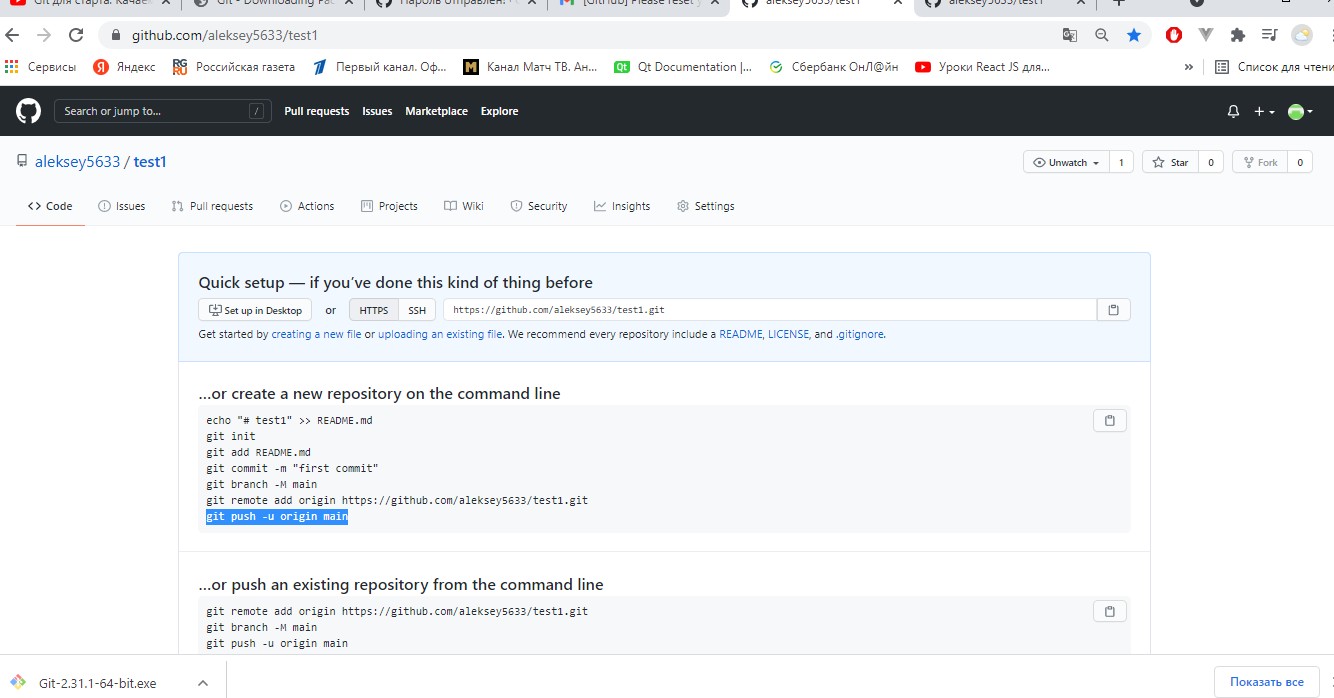 Git для старта. Качае
Git - Downloading Pac
Пароль отправлен! ·
[GitHub] Please reset y
aleksey5633/test1
aleksey5633/test1
github.com/aleksey5633/test1
Сервисы
Яндекс
Российская газета
Первый канал. Оф...
Канал Матч ТВ. Ан...
Qt Documentation |...
Сбербанк ОнЛ@йн
Уроки React JS для...
»
Список для чтени
Search or jump to...
/
Pull requests
Issues
Marketplace
Explore
aleksey5633 / test1
Unwatch 1
Star 0
Fork 0
<> Code
Issues
Pull requests
Actions
Projects
Wiki
Security
Insights
Settings
Quick setup — if you’ve done this kind of thing before
Set up in Desktop or HTTPS SSH https://github.com/aleksey5633/test1.git
Get started by creating a new file or uploading an existing file. We recommend every repository include a README, LICENSE, and .gitignore.
…or create a new repository on the command line
echo "# test1" >> README.md
git init
git add README.md
git commit -m "first commit"
git branch -M main
git remote add origin https://github.com/aleksey5633/test1.git
git push -u origin main
…or push an existing repository from the command line
git remote add origin https://github.com/aleksey5633/test1.git
git branch -M main
git push -u origin main
Git-2.31.1-64-bit.exe
Показать все